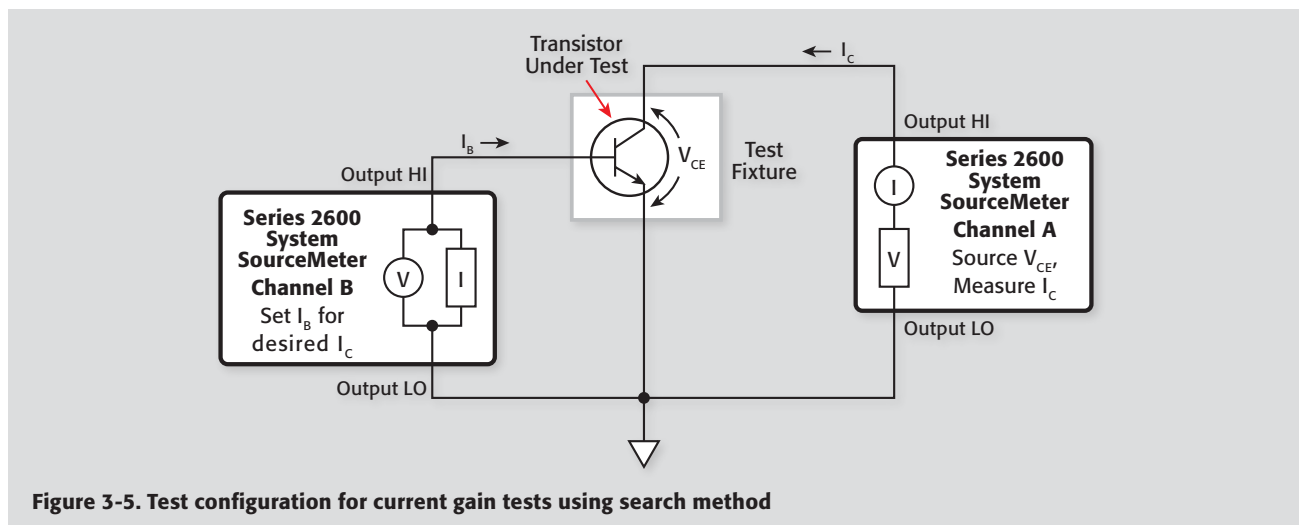 Transistor
Under Test
← I_C
I_B →
V_CE
Test
Fixture
Output HI
Output HI
Series 2600
System
SourceMeter
Channel B
Set I_B for
desired I_C
V
I
Series 2600
System
SourceMeter
Channel A
Source V_CE,
Measure I_C
I
V
Output LO
Output LO
Figure 3-5. Test configuration for current gain tests using search method